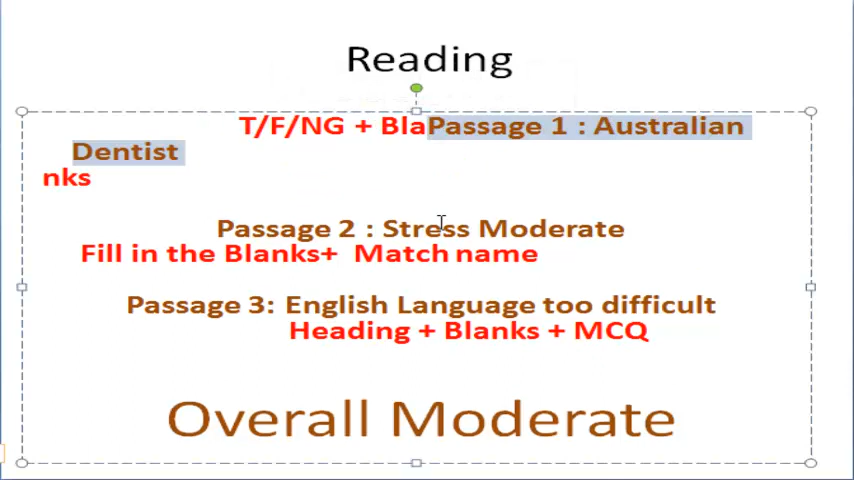 Reading
T/F/NG + BlaPassage 1 : Australian
Dentist
nks
Passage 2 : Stress Moderate
Fill in the Blanks+ Match name
Passage 3: English Language too difficult
Heading + Blanks + MCQ
Overall Moderate